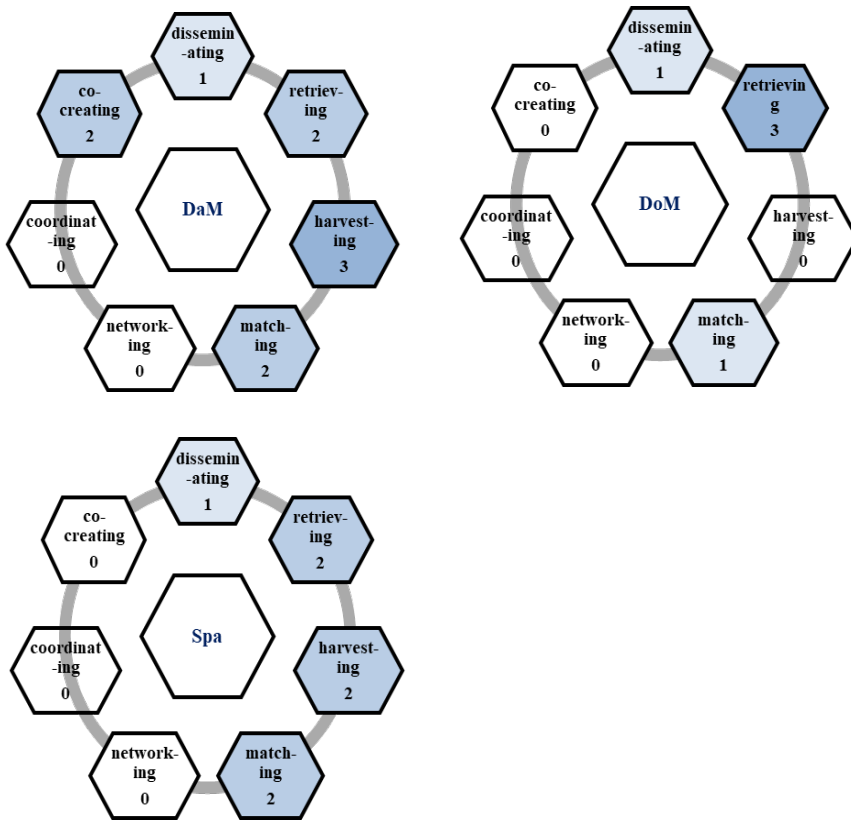 dissemin
-ating
1
co-
creating
2
retriev-
ing
2
DaM
coordinat
-ing
0
harvest-
ing
3
network-
ing
0
match-
ing
2
dissemin
-ating
1
co-
creating
0
retrievin
g
3
DoM
coordinat
-ing
0
harvest-
ing
0
network-
ing
0
match-
ing
1
dissemin
-ating
1
co-
creating
0
retriev-
ing
2
Spa
coordinat
-ing
0
harvest-
ing
2
network-
ing
0
match-
ing
2